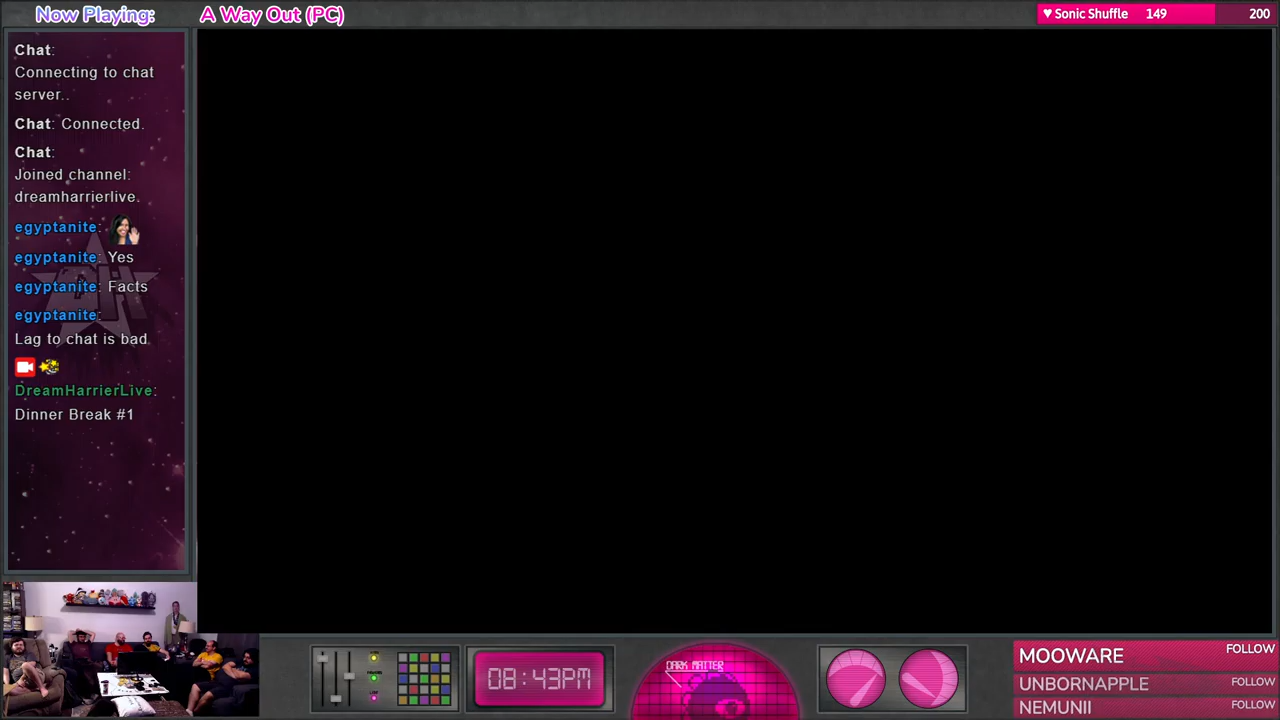 Now Playing:
A Way Out (PC)
♥ Sonic Shuffle 149 200
Chat:
Connecting to chat
server..
Chat: Connected.
Chat:
Joined channel:
dreamharrierlive.
egyptanite:
egyptanite: Yes
egyptanite: Facts
egyptanite:
Lag to chat is bad
DreamHarrierLive:
Dinner Break #1
08:43PM
DARK MATTER
MOOWARE FOLLOW
UNBORNAPPLE FOLLOW
NEMUNII FOLLOW